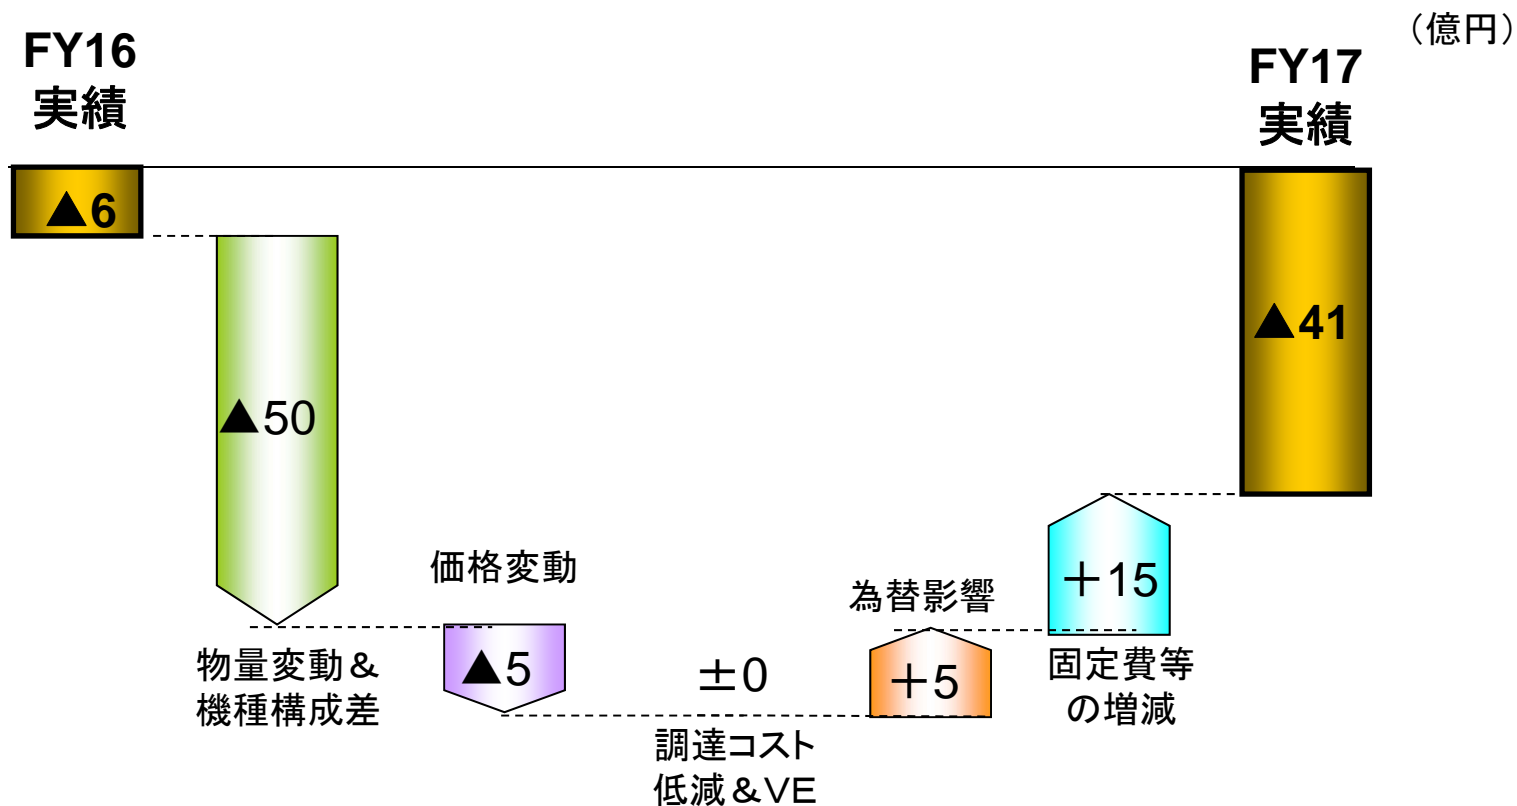 （億円）
FY16
実績
FY17
実績
▲6
▲50
▲41
価格変動
為替影響
＋15
物量変動＆
機種構成差
▲5
±0
＋5
固定費等
の増減
調達コスト
低減＆VE